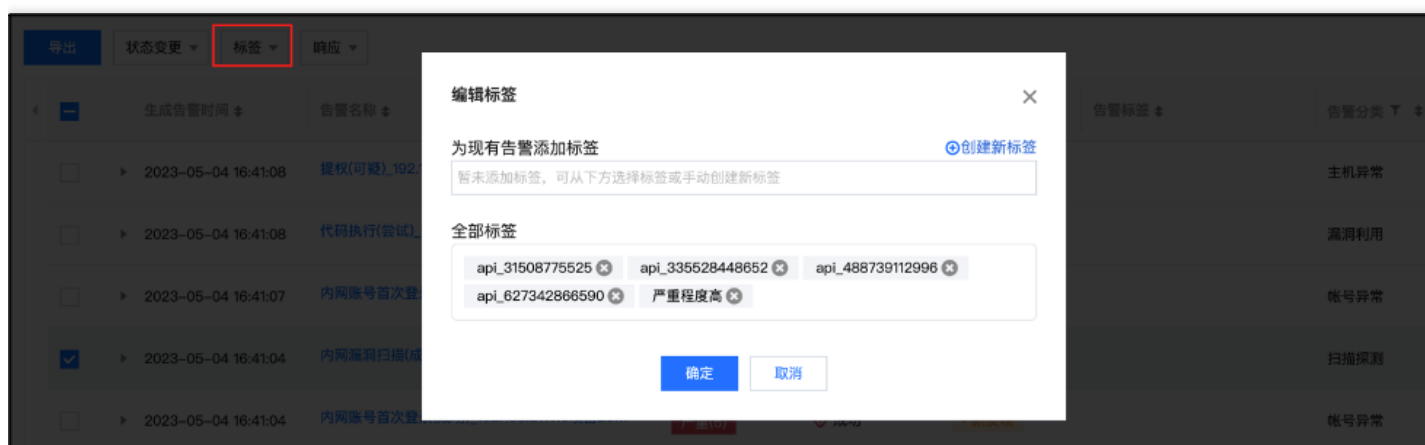 导出 状态变更 标签 响应
编辑标签
生成告警时间 告警名称 告警标签 告警分类
为现有告警添加标签 创建新标签
2023-05-04 16:41:08 提权(可疑)_192. 主机异常
暂未添加标签，可从下方选择标签或手动创建新标签
全部标签
2023-05-04 16:41:08 代码执行(尝试)_ 漏洞利用
api_31508775525 api_335528448652 api_488739112996
2023-05-04 16:41:07 内网账号首次登 帐号异常
api_627342866590 严重程度高
2023-05-04 16:41:04 内网漏洞扫描(成 扫描探测
确定 取消
2023-05-04 16:41:04 内网账号首次登 帐号异常